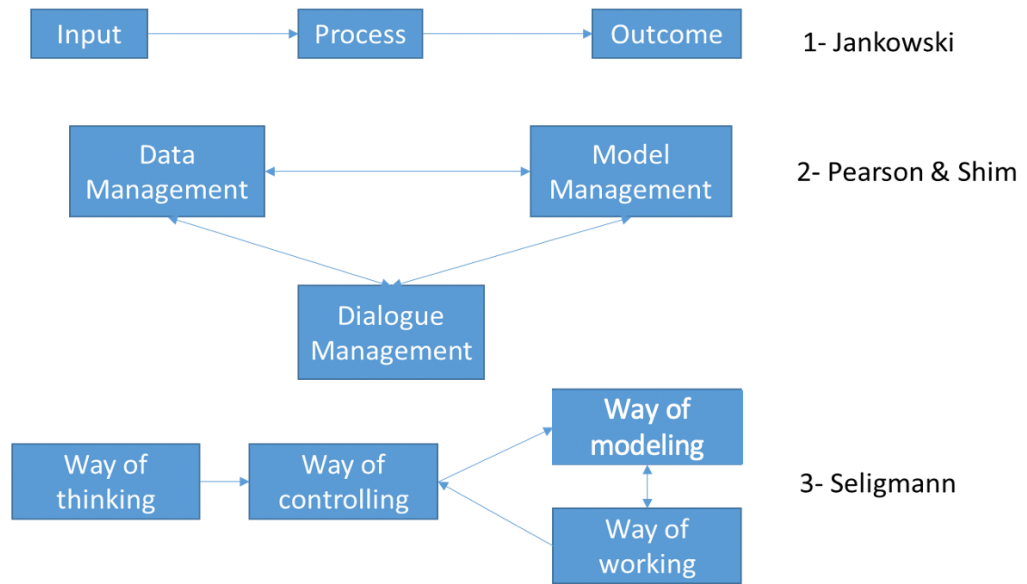 Input
Process
Outcome
1- Jankowski
Data
Management
Model
Management
2- Pearson & Shim
Dialogue
Management
Way of
thinking
Way of
controlling
Way of
modeling
Way of
working
3- Seligmann